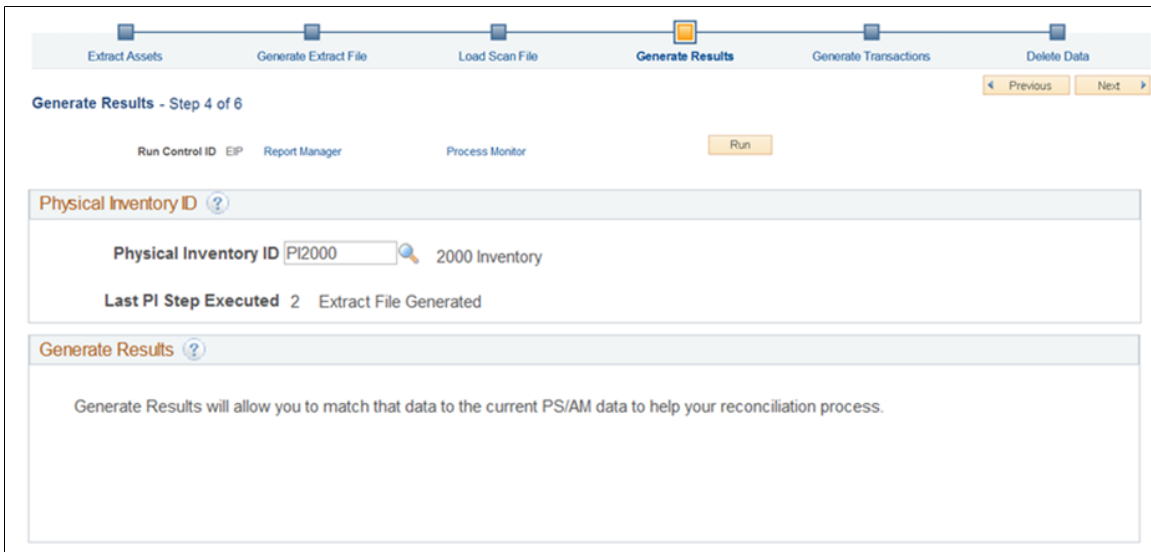 Extract Assets Generate Extract File Load Scan File Generate Results Generate Transactions Delete Data
Previous Next
Generate Results - Step 4 of 6
Run Control ID EIP Report Manager Process Monitor Run
Physical Inventory ID ?
Physical Inventory ID PI2000 2000 Inventory
Last PI Step Executed 2 Extract File Generated
Generate Results ?
Generate Results will allow you to match that data to the current PS/AM data to help your reconciliation process.